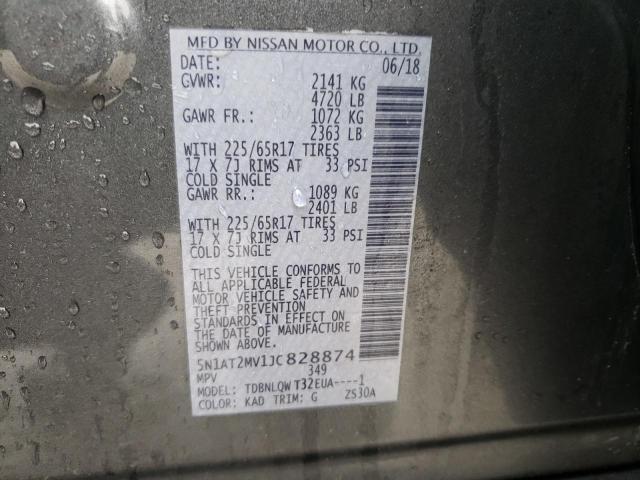 MFD BY NISSAN MOTOR CO., LTD.
DATE: 06/18
GVWR: 2141 KG
4720 LB
GAWR FR.: 1072 KG
2363 LB
WITH 225/65R17 TIRES
17 X 7J RIMS AT 33 PSI
COLD SINGLE
GAWR RR.: 1089 KG
2401 LB
WITH 225/65R17 TIRES
17 X 7J RIMS AT 33 PSI
COLD SINGLE
THIS VEHICLE CONFORMS TO
ALL APPLICABLE FEDERAL
MOTOR VEHICLE SAFETY AND
THEFT PREVENTION
STANDARDS IN EFFECT ON
THE DATE OF MANUFACTURE
SHOWN ABOVE.
5N1AT2MV1JC828874
MPV 349
MODEL: TDBNLQW T32EUA----1
COLOR: KAD TRIM: G ZS30A